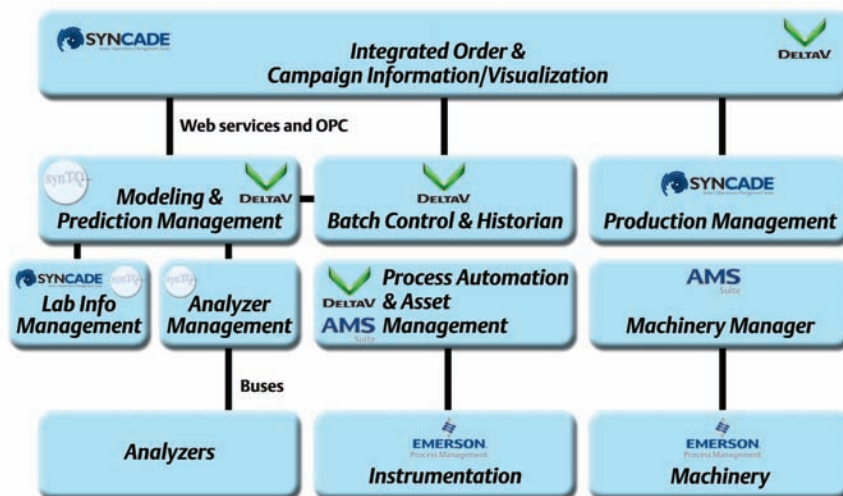 SYNCADE
Integrated Order &
Campaign Information/Visualization
DELTAV
Web services and OPC
synTQ
Modeling &
Prediction Management
DELTAV
DELTAV
Batch Control & Historian
SYNCADE
Production Management
SYNCADE
synTQ
Lab Info
Management
synTQ
Analyzer
Management
DELTAV
AMS
Suite
Process Automation
& Asset
Management
AMS
Suite
Machinery Manager
Buses
Analyzers
EMERSON
Process Management
Instrumentation
EMERSON
Process Management
Machinery